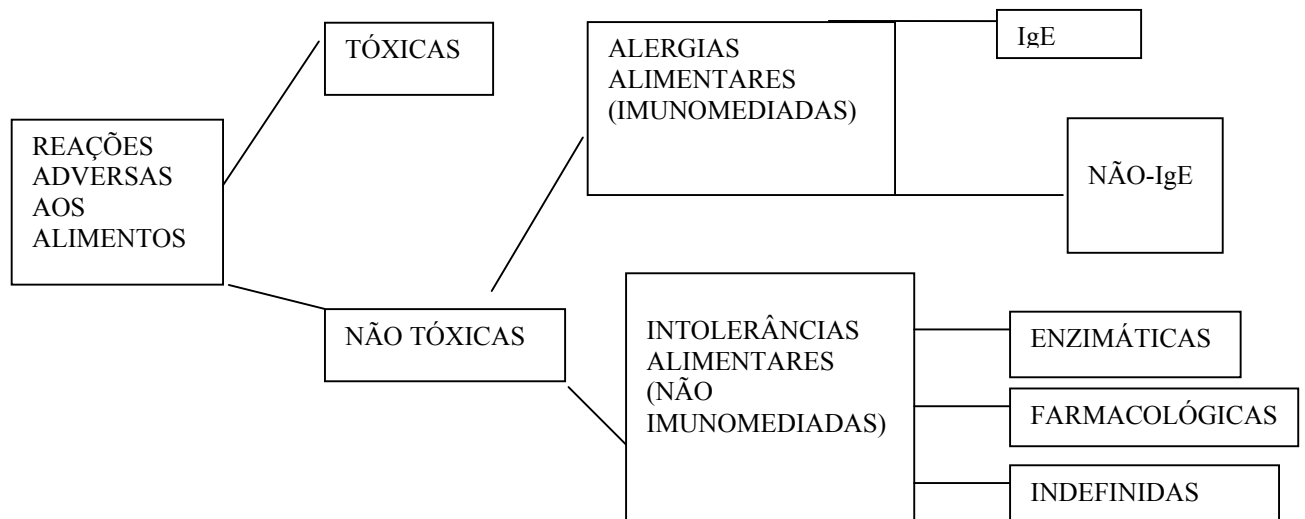 REAÇÕES
ADVERSAS
AOS
ALIMENTOS
TÓXICAS
NÃO TÓXICAS
ALERGIAS
ALIMENTARES
(IMUNOMEDIADAS)
IgE
NÃO-IgE
INTOLERÂNCIAS
ALIMENTARES
(NÃO
IMUNOMEDIADAS)
ENZIMÁTICAS
FARMACOLÓGICAS
INDEFINIDAS